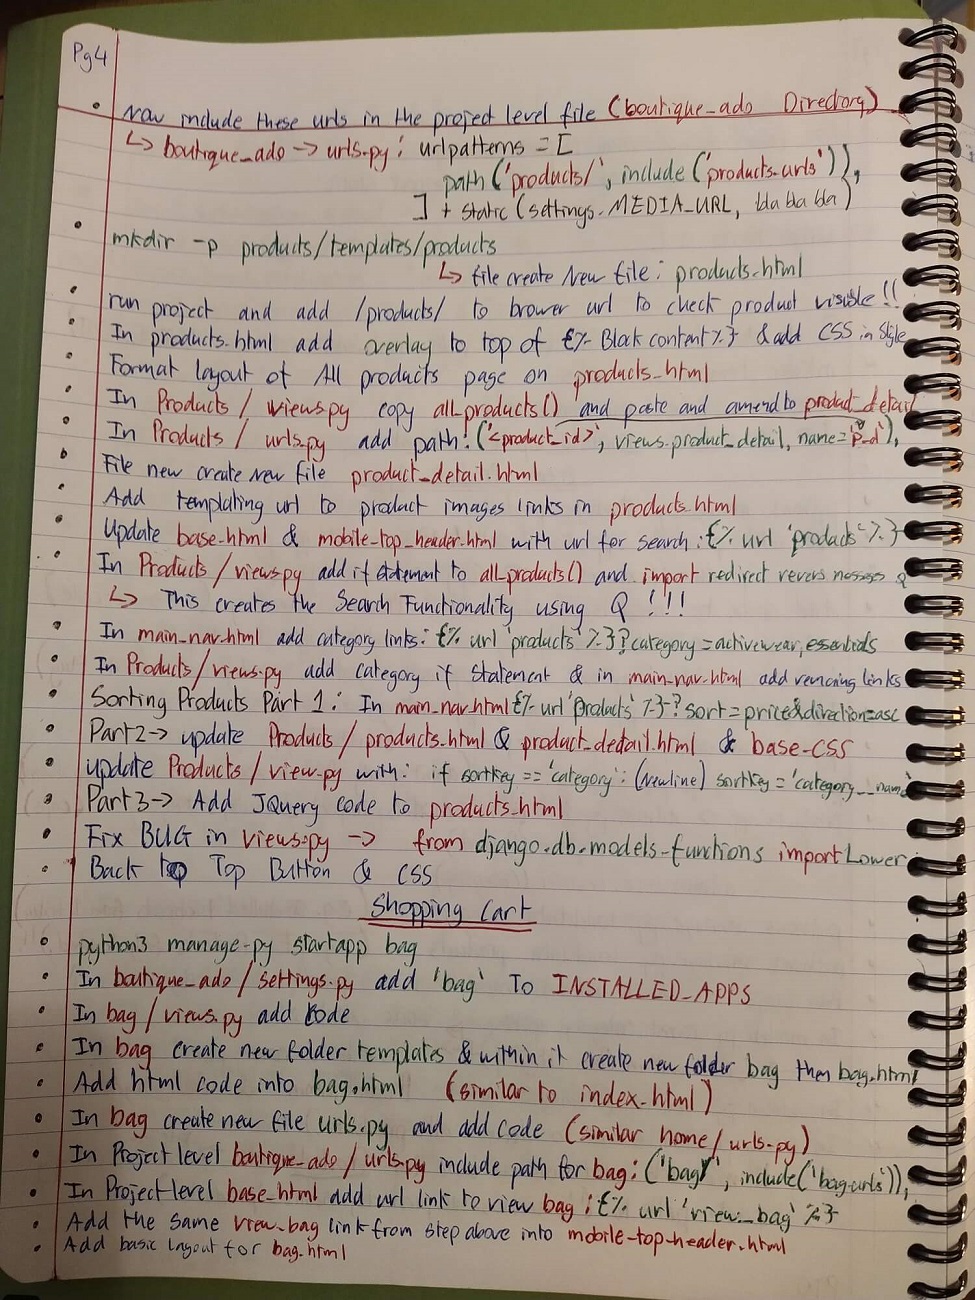 Pg4
Now include these urls in the project level file (boutique_ado Directory)
↳ boutique_ado → urls.py : urlpatterns = [
path('products/', include('products.urls')),
] + static(settings.MEDIA_URL, bla bla bla)
mkdir -p products/templates/products
↳ file create New file : products.html
run project and add /products/ to brower url to check product visible!!
In products.html add overlay to top of {% Block content %} & add CSS in Style
Format layout of All products page on products.html
In Products / views.py copy all_products() and paste and amend to product_detail
In Products / urls.py add path: ('<product_id>', views.product_detail, name='P_d'),
File new create new file product_detail.html
Add templating url to product images links in products.html
Update base.html & mobile-top_header.html with url for search : {% url 'products' %}
In Products / views.py add if statement to all_products() and import redirect revers Q
↳ This creates the Search Functionality using Q !!!
In main_nav.html add category links: {% url 'products' %}?category=activewear,essentials
In Products / views.py add category if statement & in main-nav.html add links
Sorting Products Part 1: In main_nav.html {% url 'Products' %}?sort=price&direction=asc
Part2→ update Products / products.html & product_detail.html & base.css
update Products / view.py with: if sortkey == 'category': (newline) sortkey = 'category__name'
Part3→ Add JQuery code to products.html
Fix BUG in views.py → from django.db.models.functions import Lower
Back to Top Button & CSS
Shopping Cart
python3 manage.py startapp bag
In boutique_ado / settings.py add 'bag' To INSTALLED_APPS
In bag / views.py add code
In bag create new folder templates & within it create new folder bag then bag.html
Add html code into bag.html (similar to index.html)
In bag create new file urls.py and add code (similar home/urls.py)
In Project level boutique_ado / urls.py include path for bag: ('bag/', include('bag.urls')),
In Project level base.html add url link to view bag : {% url 'view_bag' %}
Add the same view_bag link from step above into mobile-top-header.html
Add basic layout for bag.html